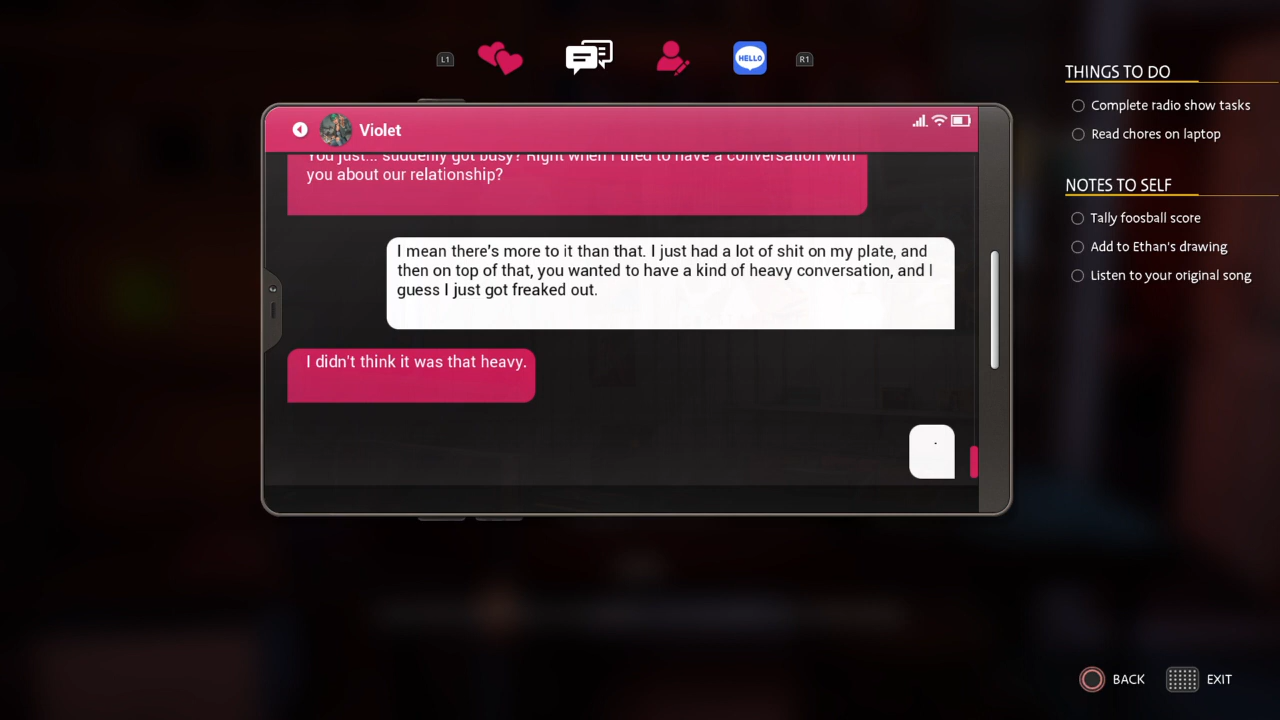 L1
HELLO
R1
THINGS TO DO
Complete radio show tasks
Read chores on laptop
NOTES TO SELF
Tally foosball score
Add to Ethan's drawing
Listen to your original song
Violet
You just... suddenly got busy? Right when I tried to have a conversation with
you about our relationship?
I mean there's more to it than that. I just had a lot of shit on my plate, and
then on top of that, you wanted to have a kind of heavy conversation, and I
guess I just got freaked out.
I didn't think it was that heavy.
.
BACK
EXIT